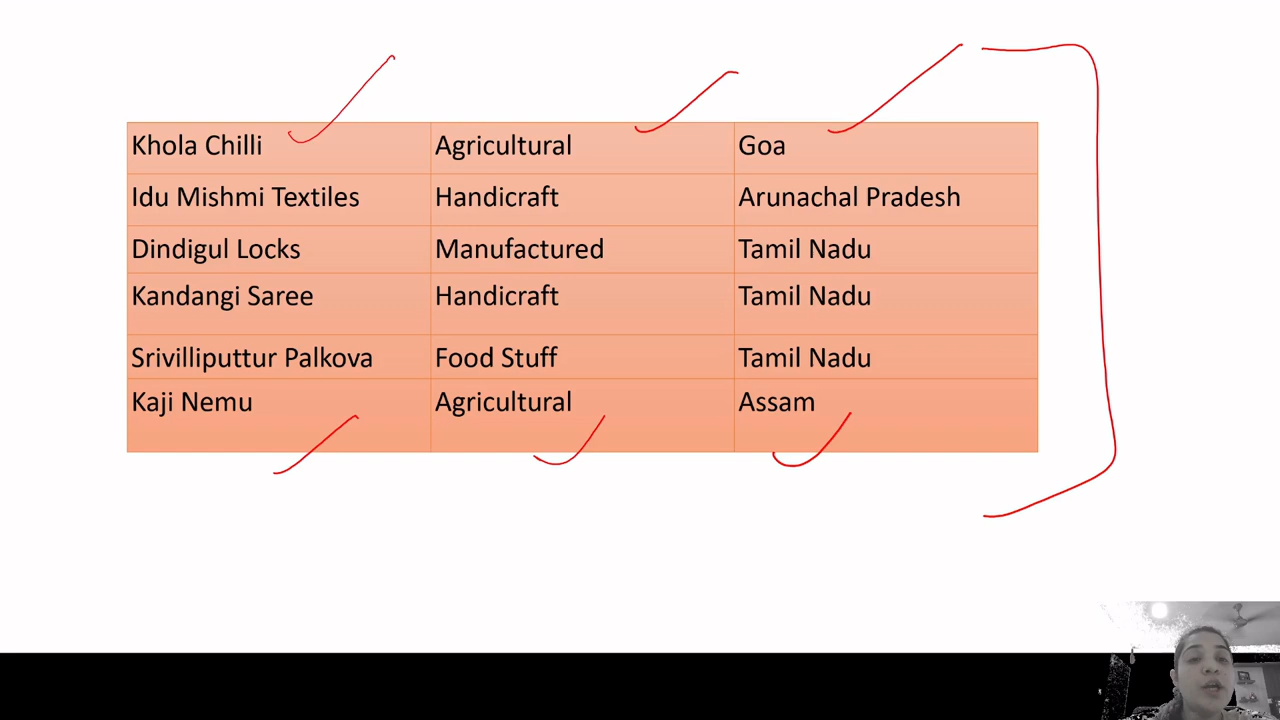 Khola Chilli Agricultural Goa
Idu Mishmi Textiles Handicraft Arunachal Pradesh
Dindigul Locks Manufactured Tamil Nadu
Kandangi Saree Handicraft Tamil Nadu
Srivilliputtur Palkova Food Stuff Tamil Nadu
Kaji Nemu Agricultural Assam